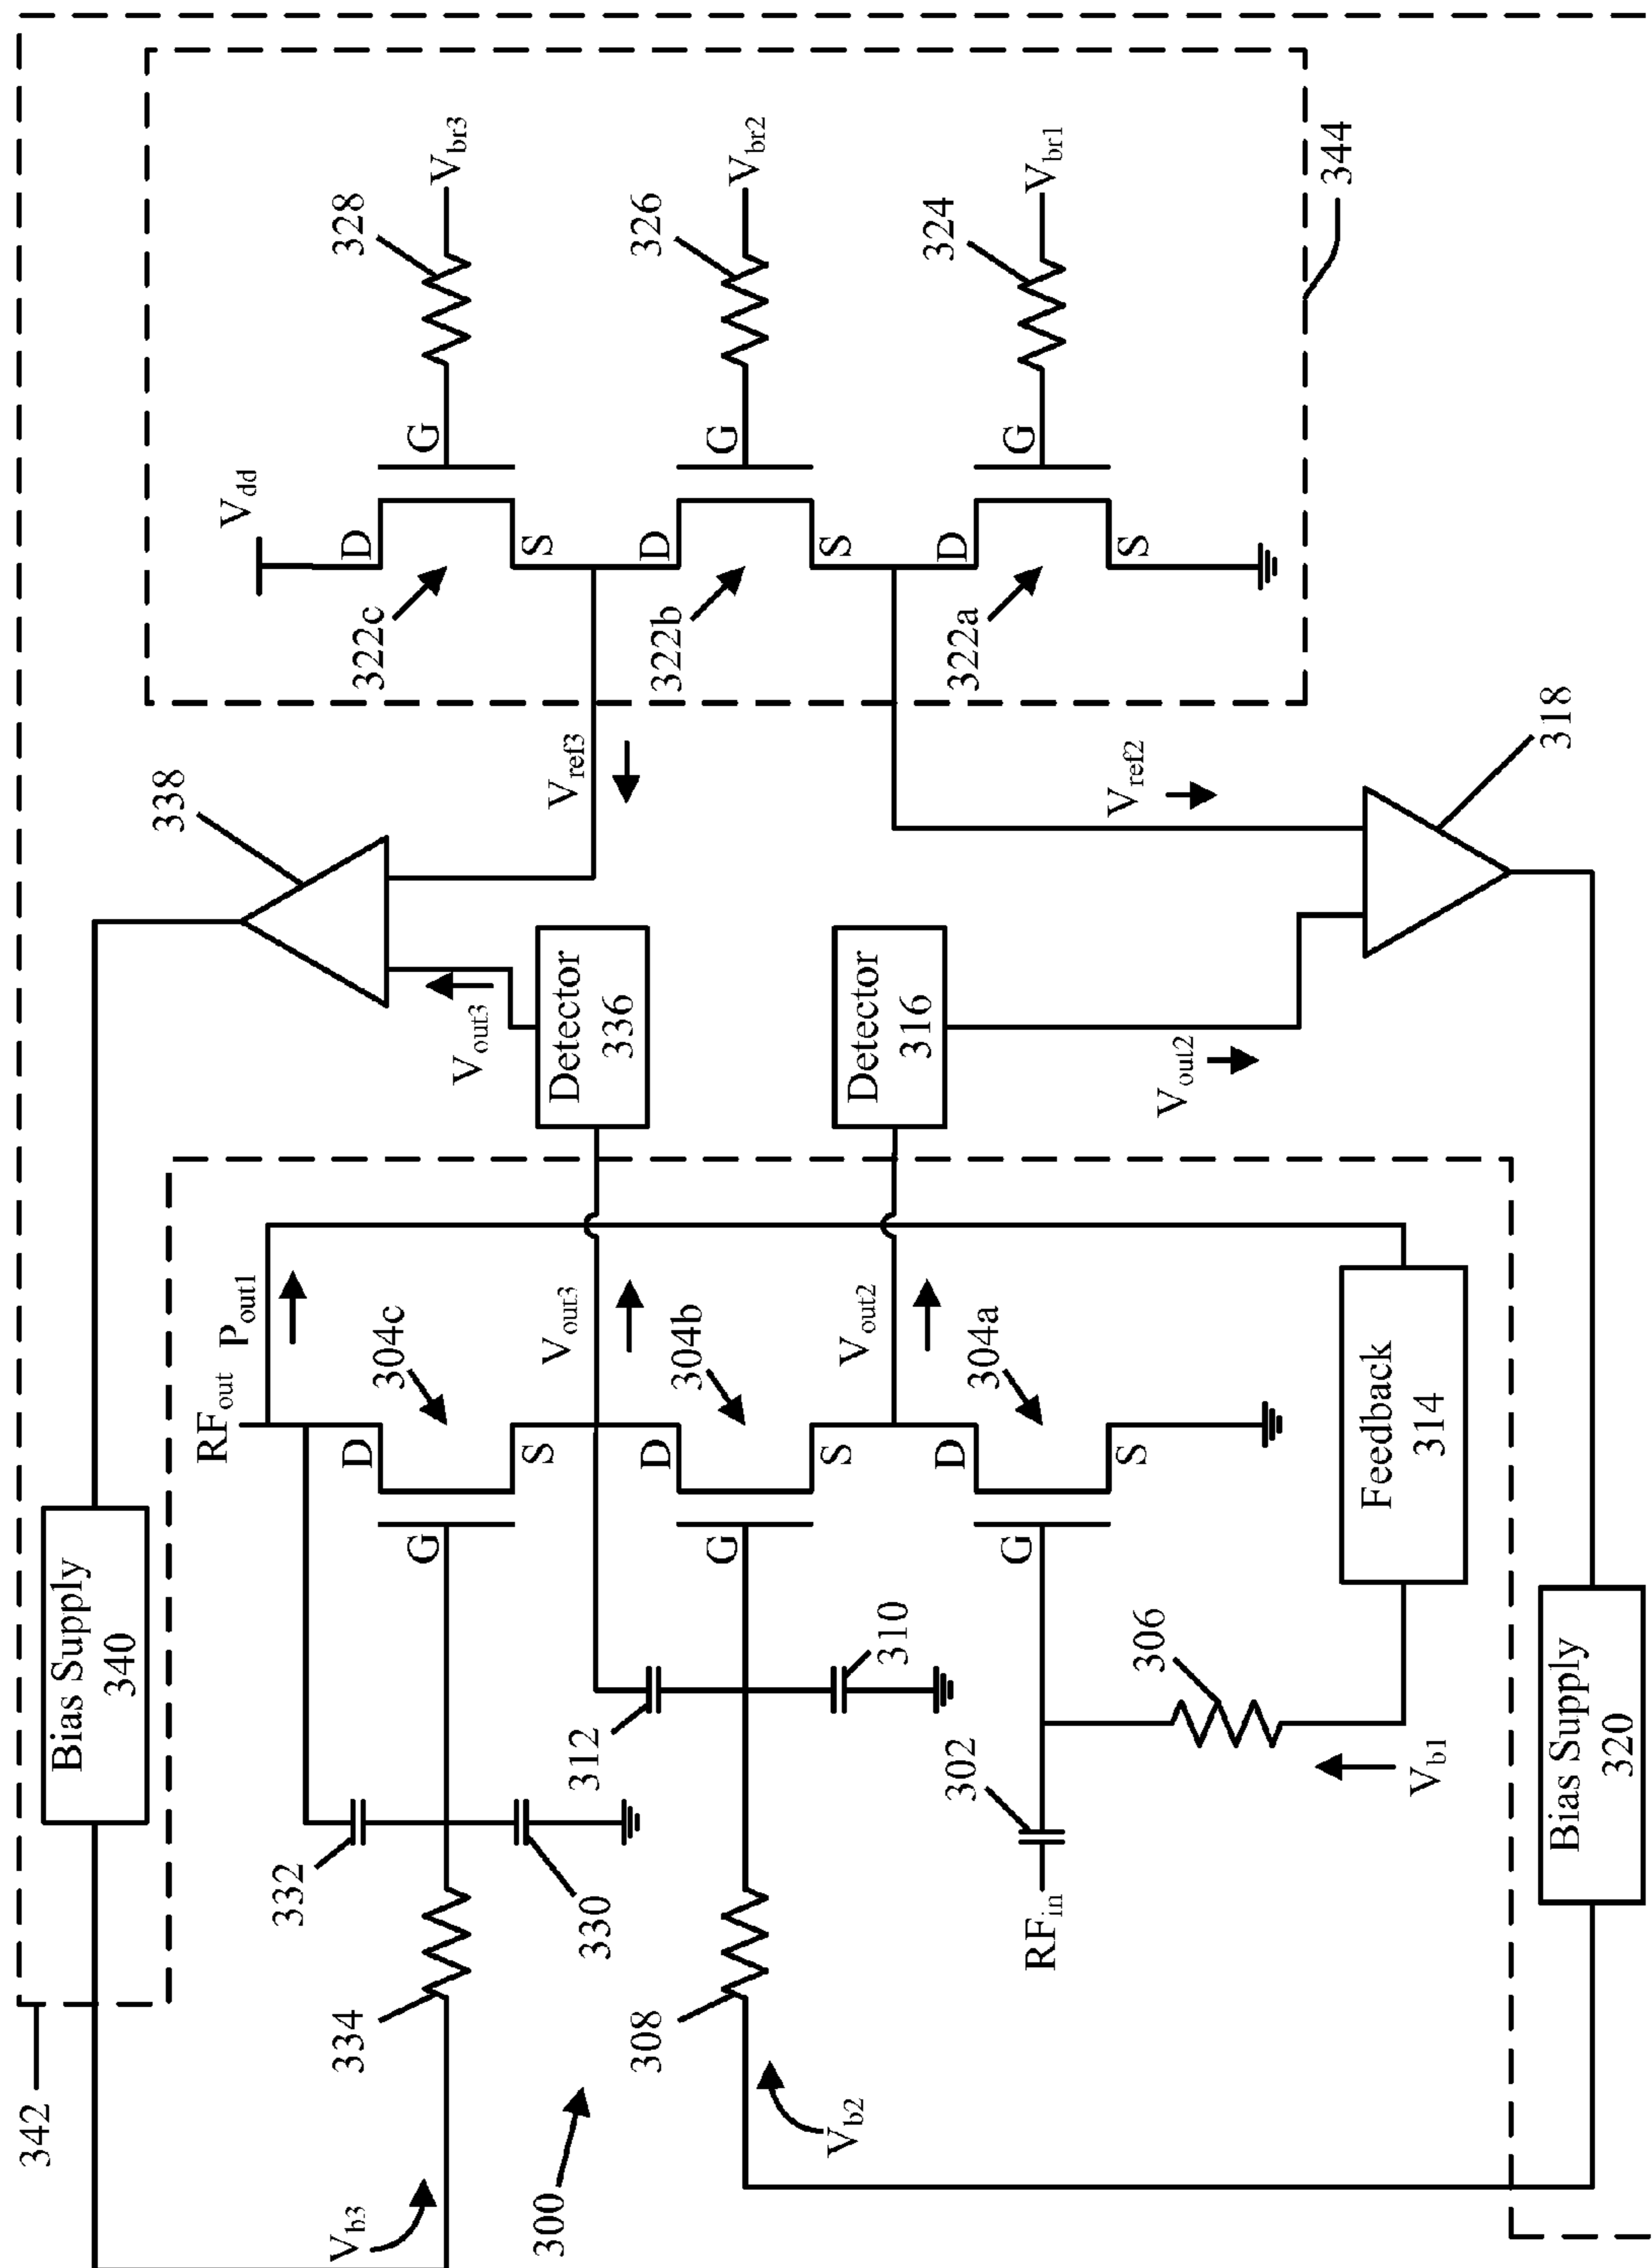 342
Bias Supply
340
338
V_dd
V_b3
334
332
330
RF_out
P_out1
304c
D
G
S
V_out3
V_out3
Detector
336
V_ref3
322c
D
G
S
328
V_br3
300
312
308
V_b2
310
304b
D
G
S
V_out2
Detector
316
322b
D
G
S
326
V_br2
302
RF_in
304a
D
G
S
306
V_b1
Feedback
314
V_out2
V_ref2
322a
D
G
S
324
V_br1
318
344
Bias Supply
320